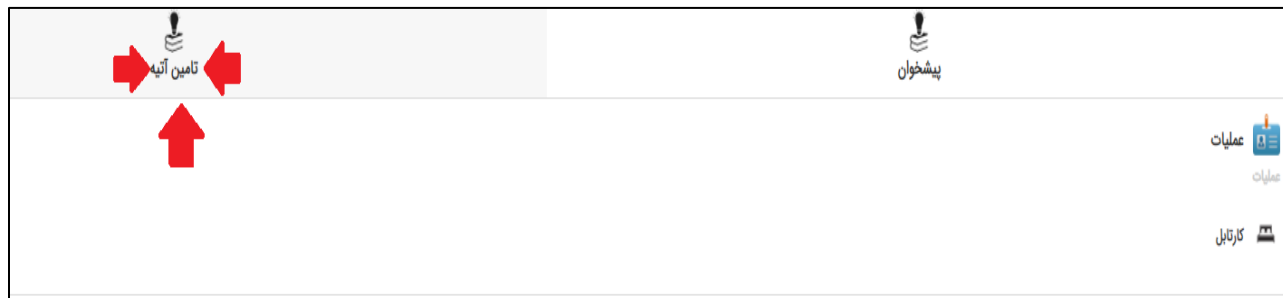 پیشخوان
تامین آتیه
عملیات
عملیات
کارتابل